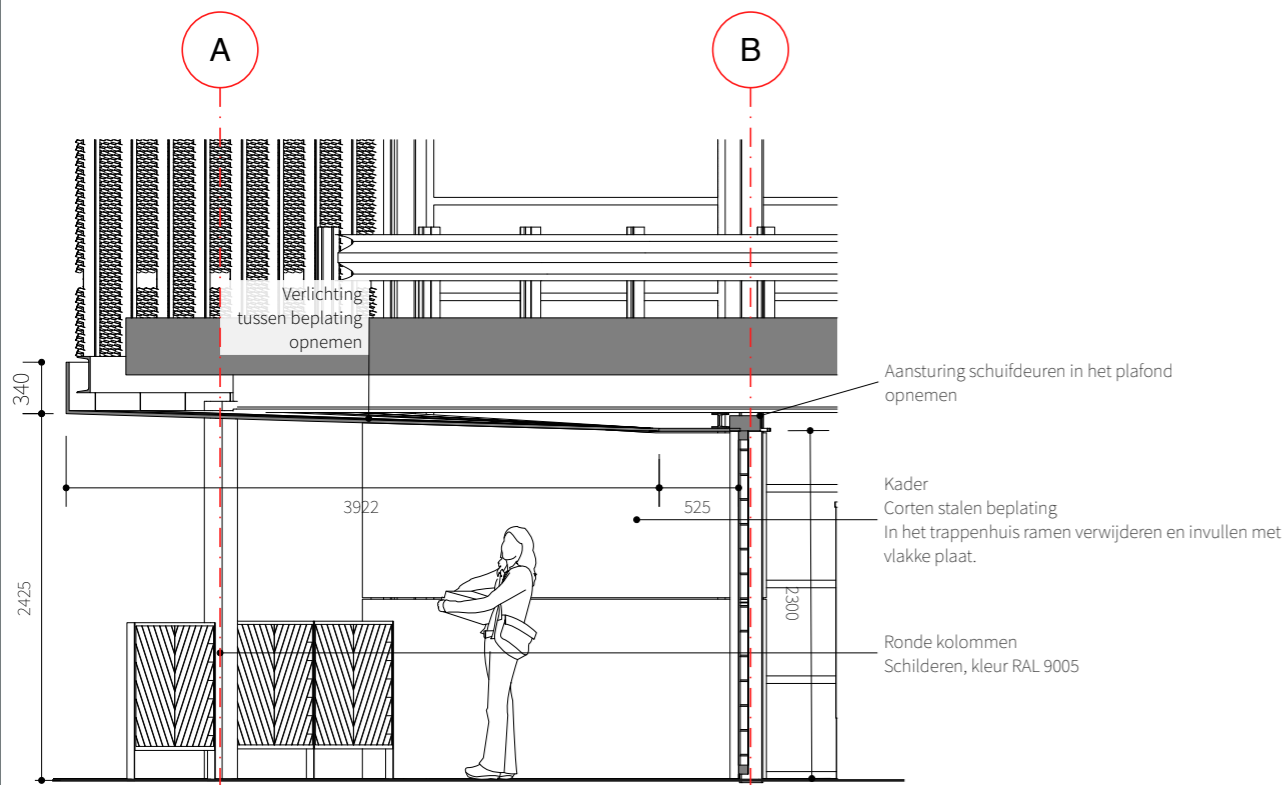 A
B
Verlichting
tussen beplating
opnemen
340
Aansturing schuifdeuren in het plafond
opnemen
3922
525
Kader
Corten stalen beplating
In het trappenhuis ramen verwijderen en invullen met
vlakke plaat.
2425
2300
Ronde kolommen
Schilderen, kleur RAL 9005